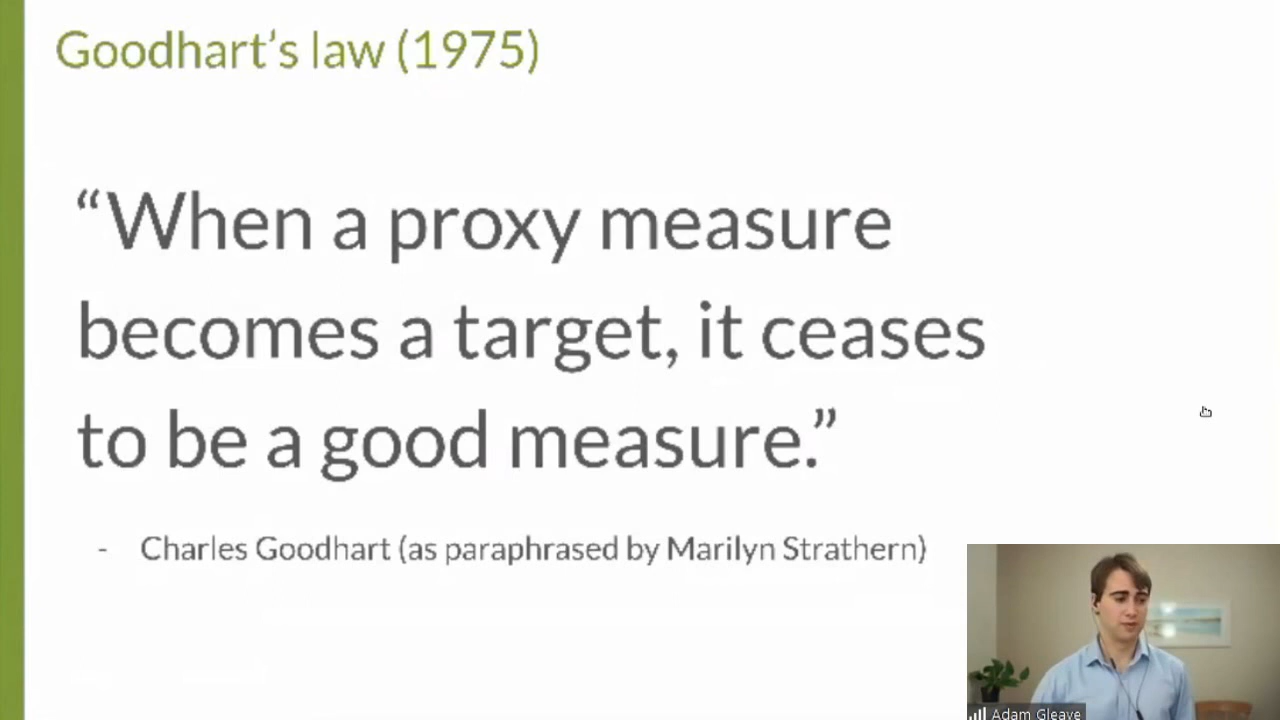 Goodhart’s law (1975)
“When a proxy measure
becomes a target, it ceases
to be a good measure.”
- Charles Goodhart (as paraphrased by Marilyn Strathern)
Adam Gleave